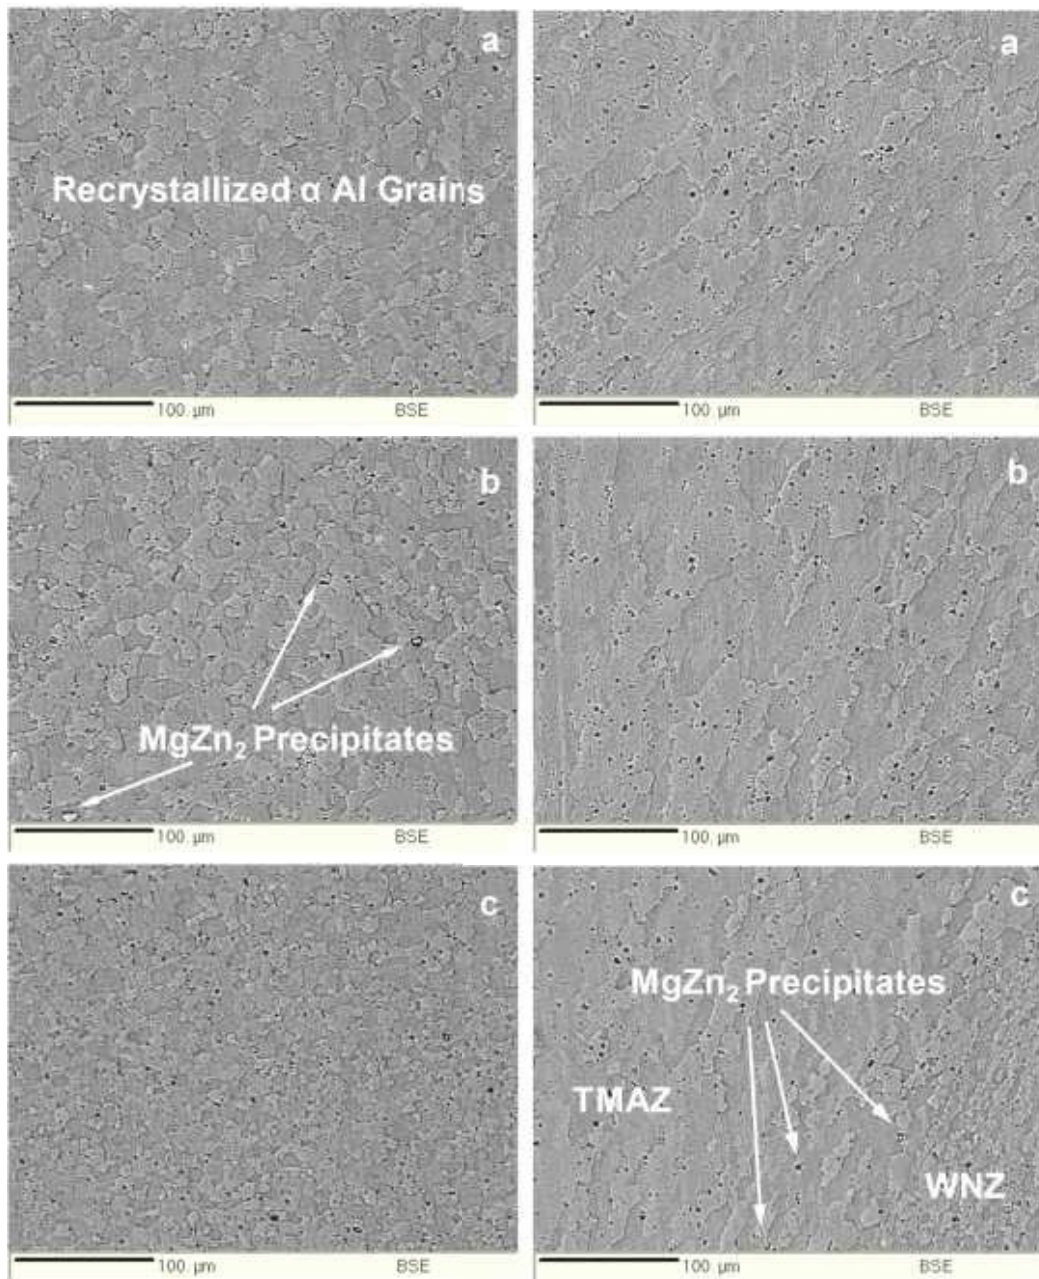 a
Recrystallized α Al Grains
100 μm BSE
a
100 μm BSE
b
MgZn₂ Precipitates
100 μm BSE
b
100 μm BSE
c
100 μm BSE
c
MgZn₂ Precipitates
TMAZ
WNZ
100 μm BSE